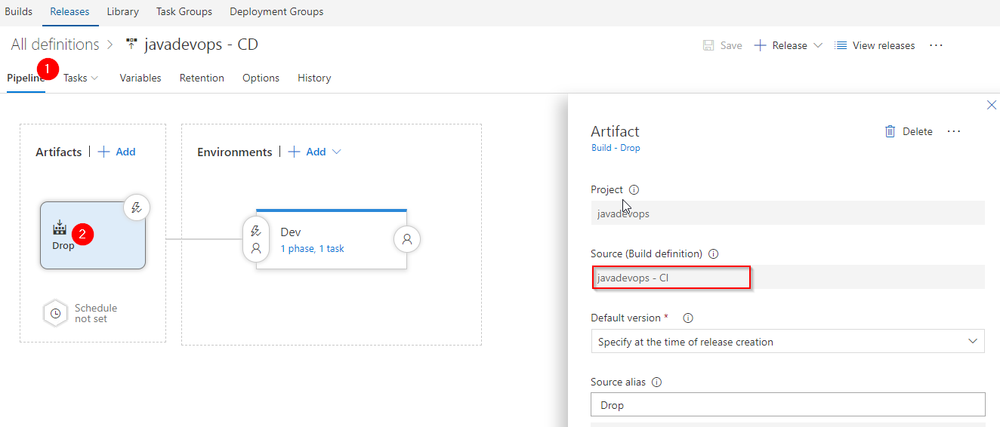 Builds Releases Library Task Groups Deployment Groups
All definitions > javadevops - CD
Save Release View releases ...
1
Pipeline Tasks Variables Retention Options History
Artifacts | + Add
Environments | + Add
2
Drop
Dev
1 phase, 1 task
Schedule
not set
Artifact
Delete ...
Build - Drop
Project
javadevops
Source (Build definition)
javadevops - CI
Default version *
Specify at the time of release creation
Source alias
Drop